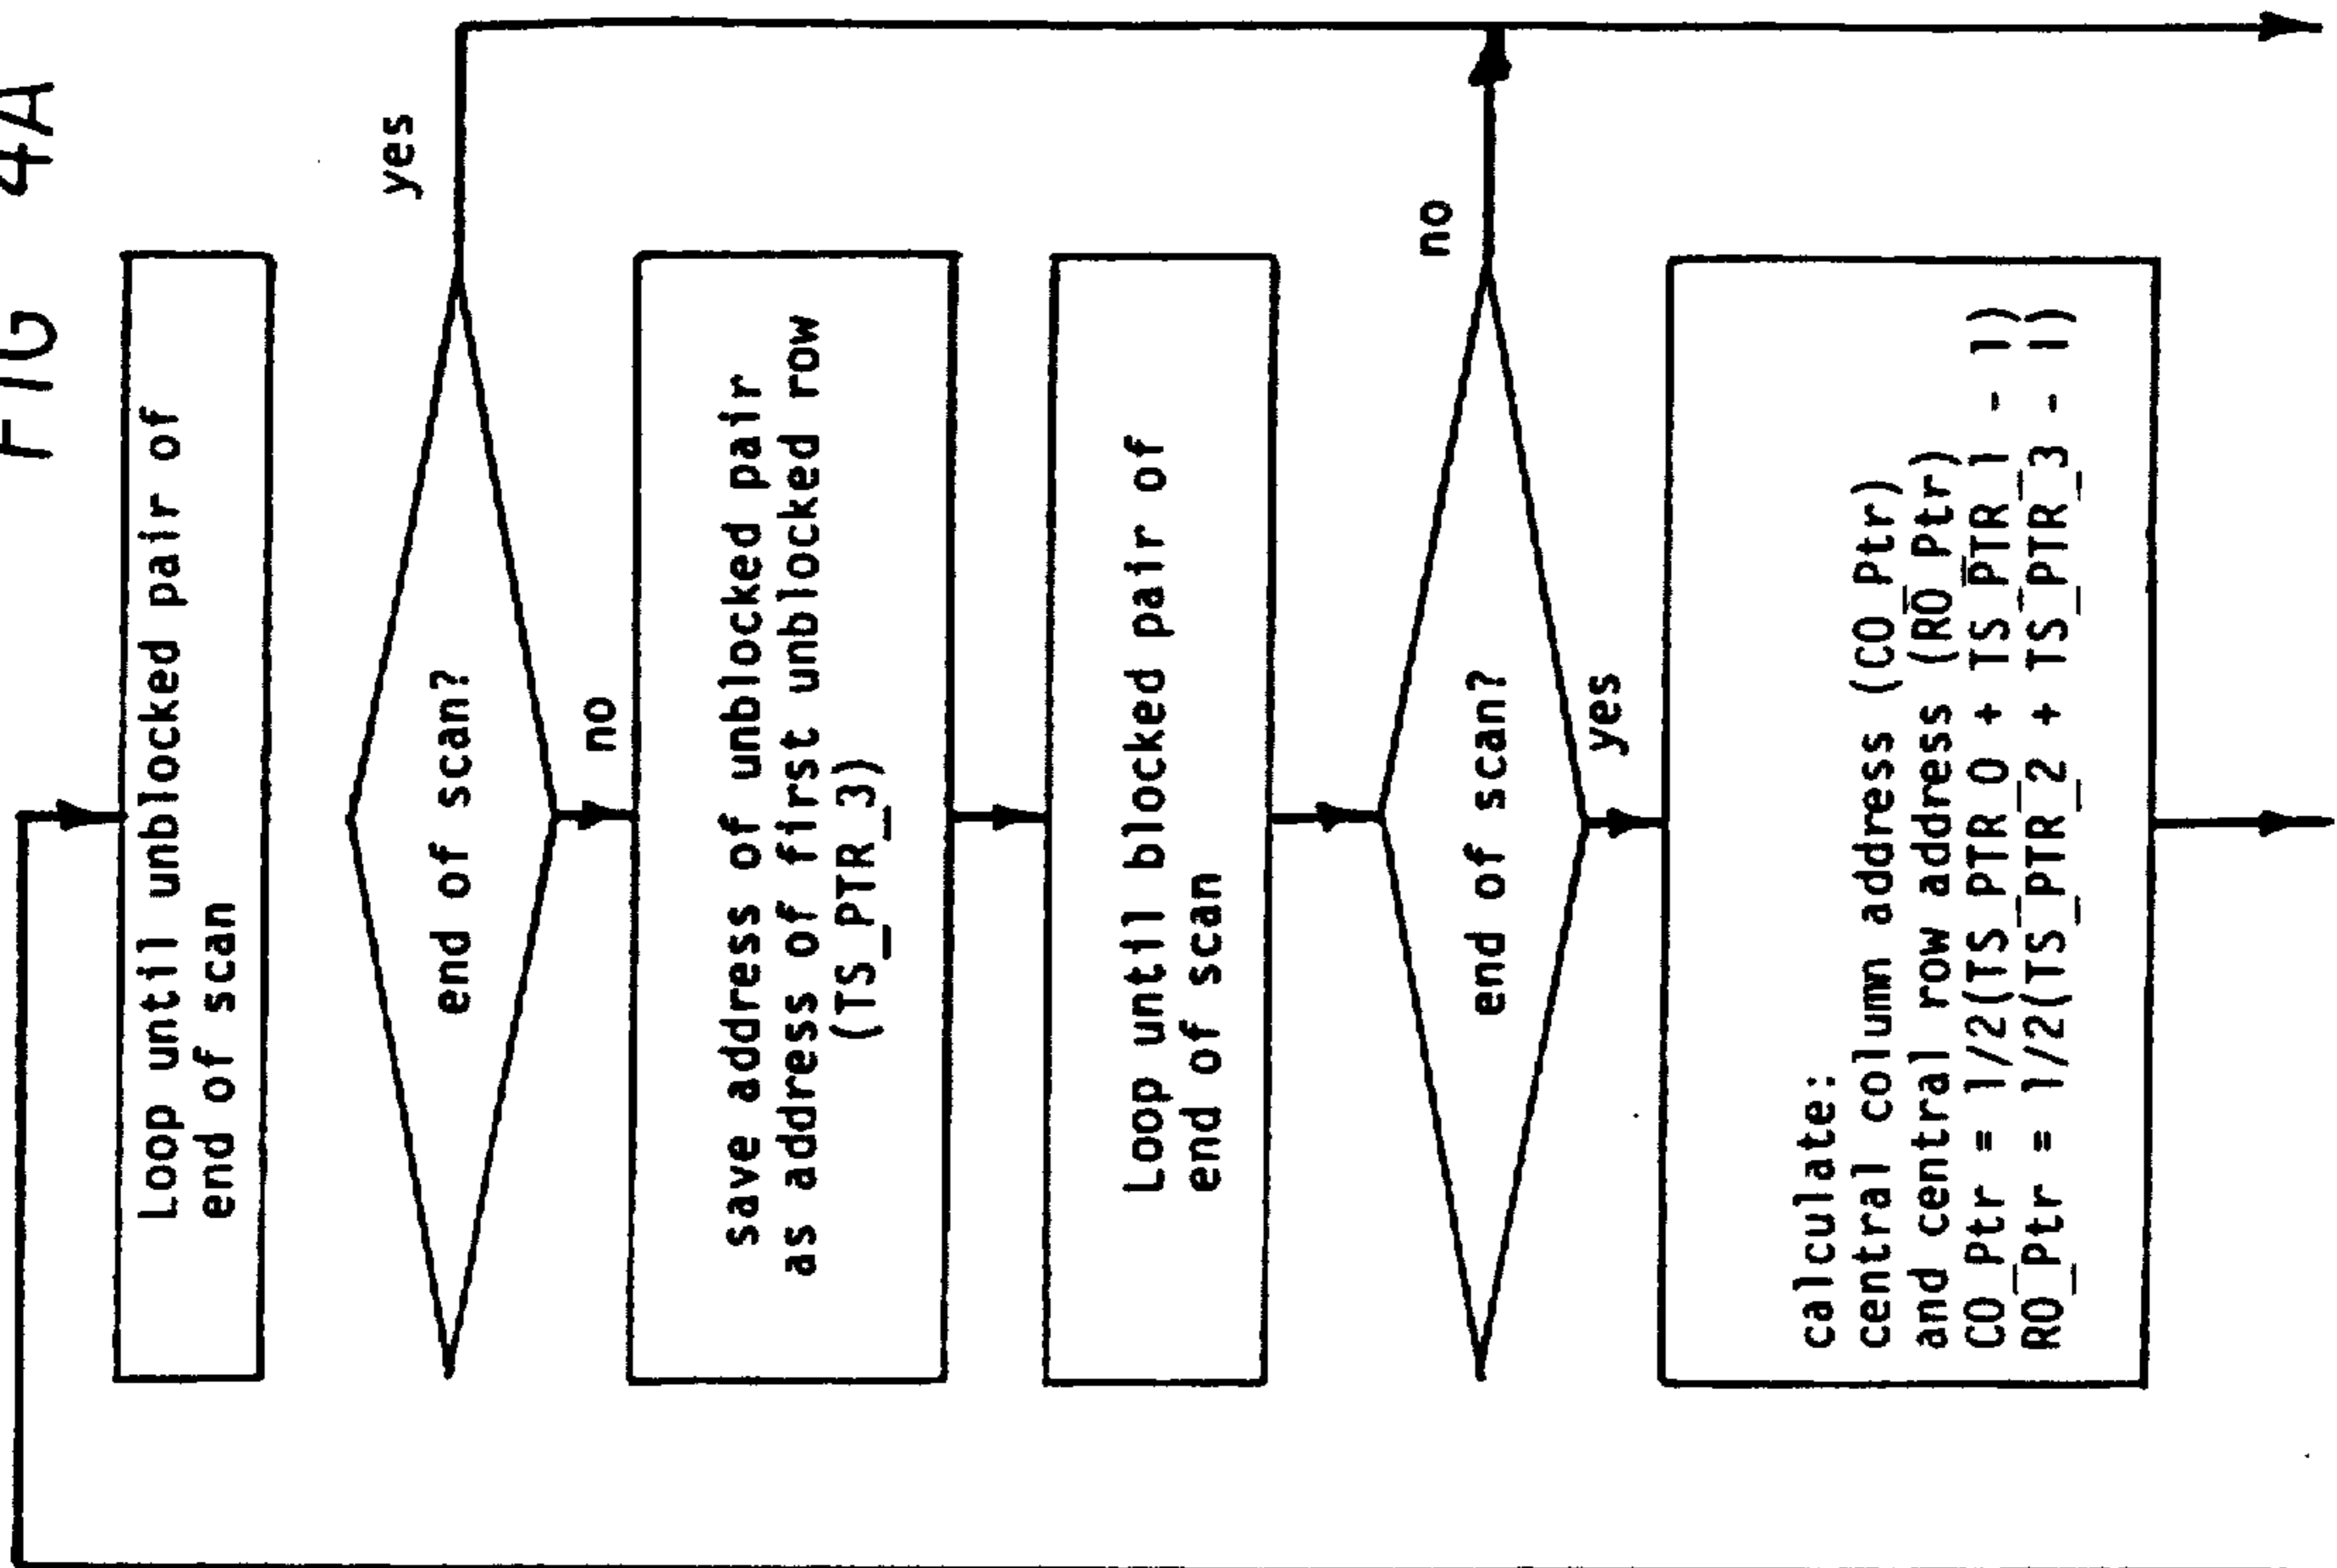 FIG 4A
Loop until unblocked pair of
end of scan
end of scan?
yes
no
save address of unblocked pair
as address of first unblocked row
(TS_PTR_3)
Loop until blocked pair of
end of scan
end of scan?
no
yes
calculate:
central column address (CO_Ptr)
and central row address (RO_Ptr)
CO_Ptr = 1/2(TS_PTR_0 + TS_PTR_1 - 1)
RO_Ptr = 1/2(TS_PTR_2 + TS_PTR_3 - 1)